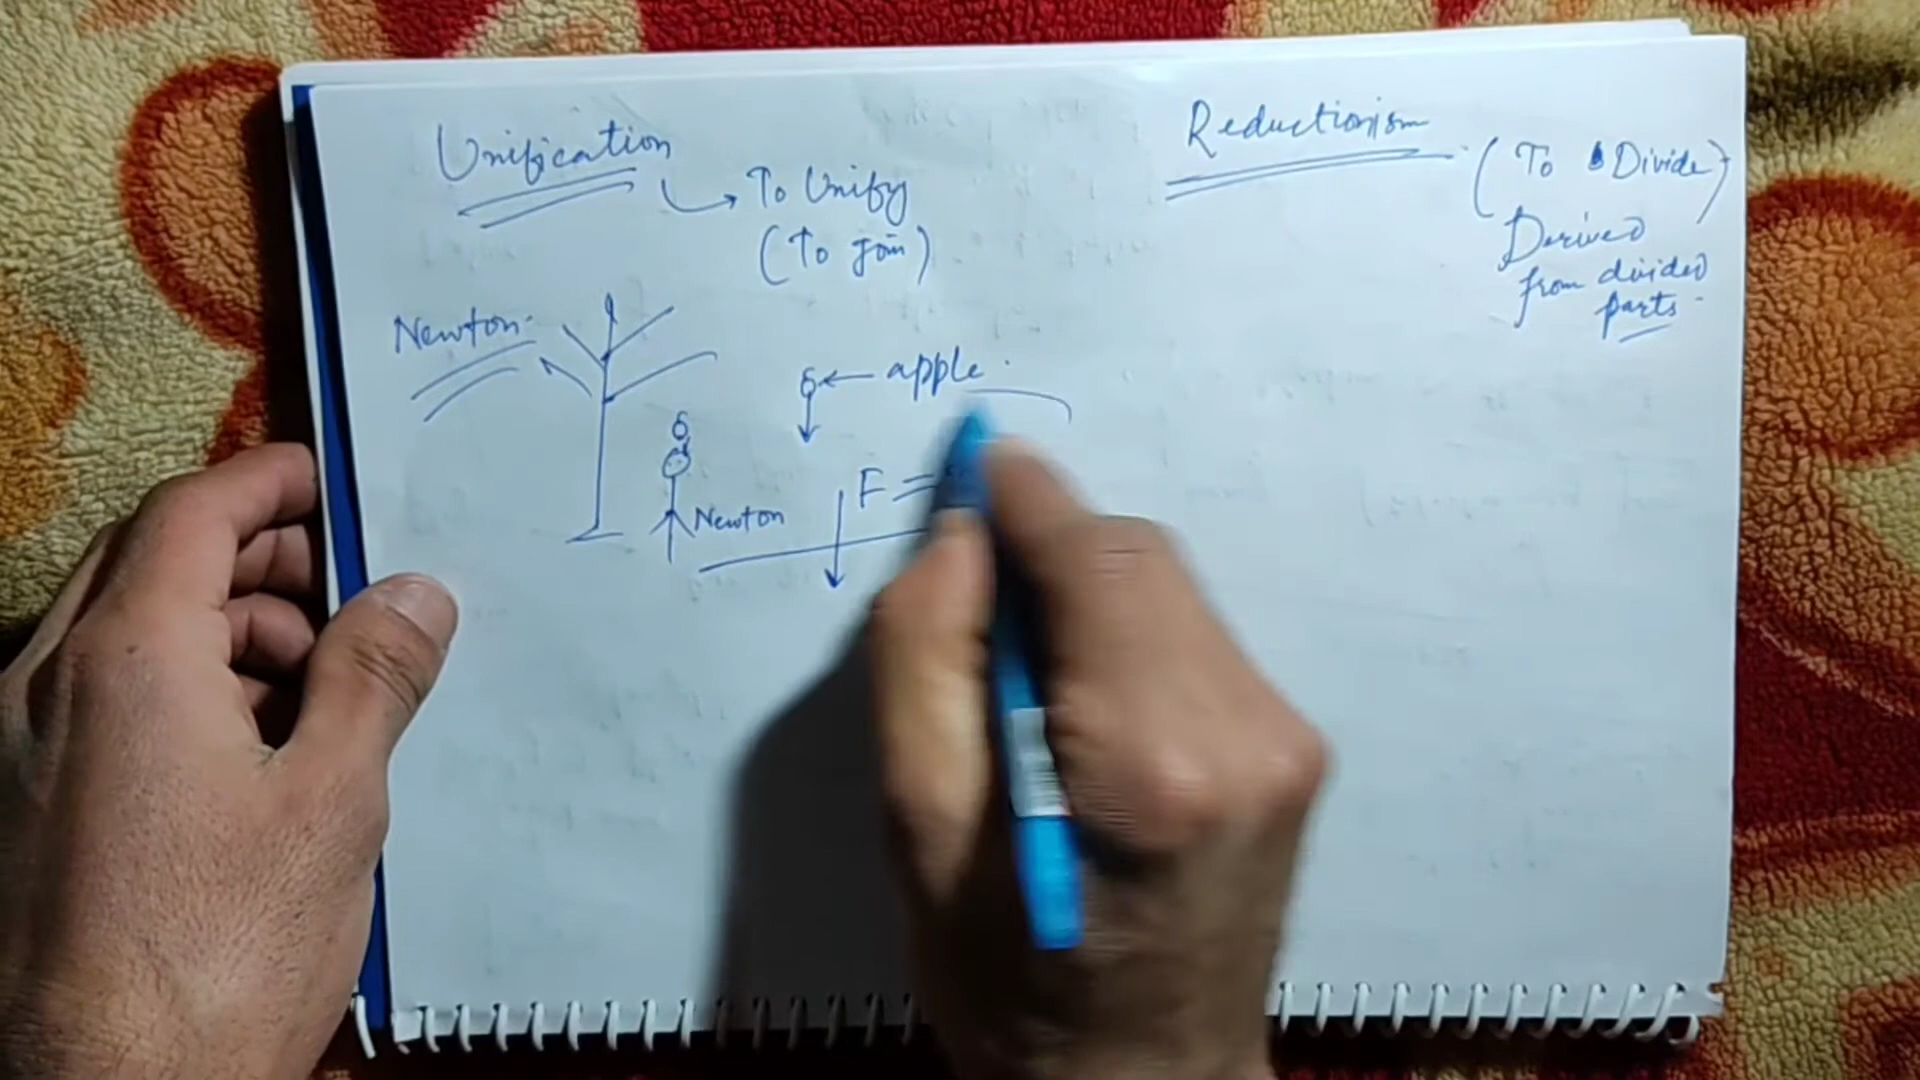 Unification
To Unify
(To join)
Newton.
apple.
Newton
F =
Reductionism
(To Divide)
Derived
from divided
parts.